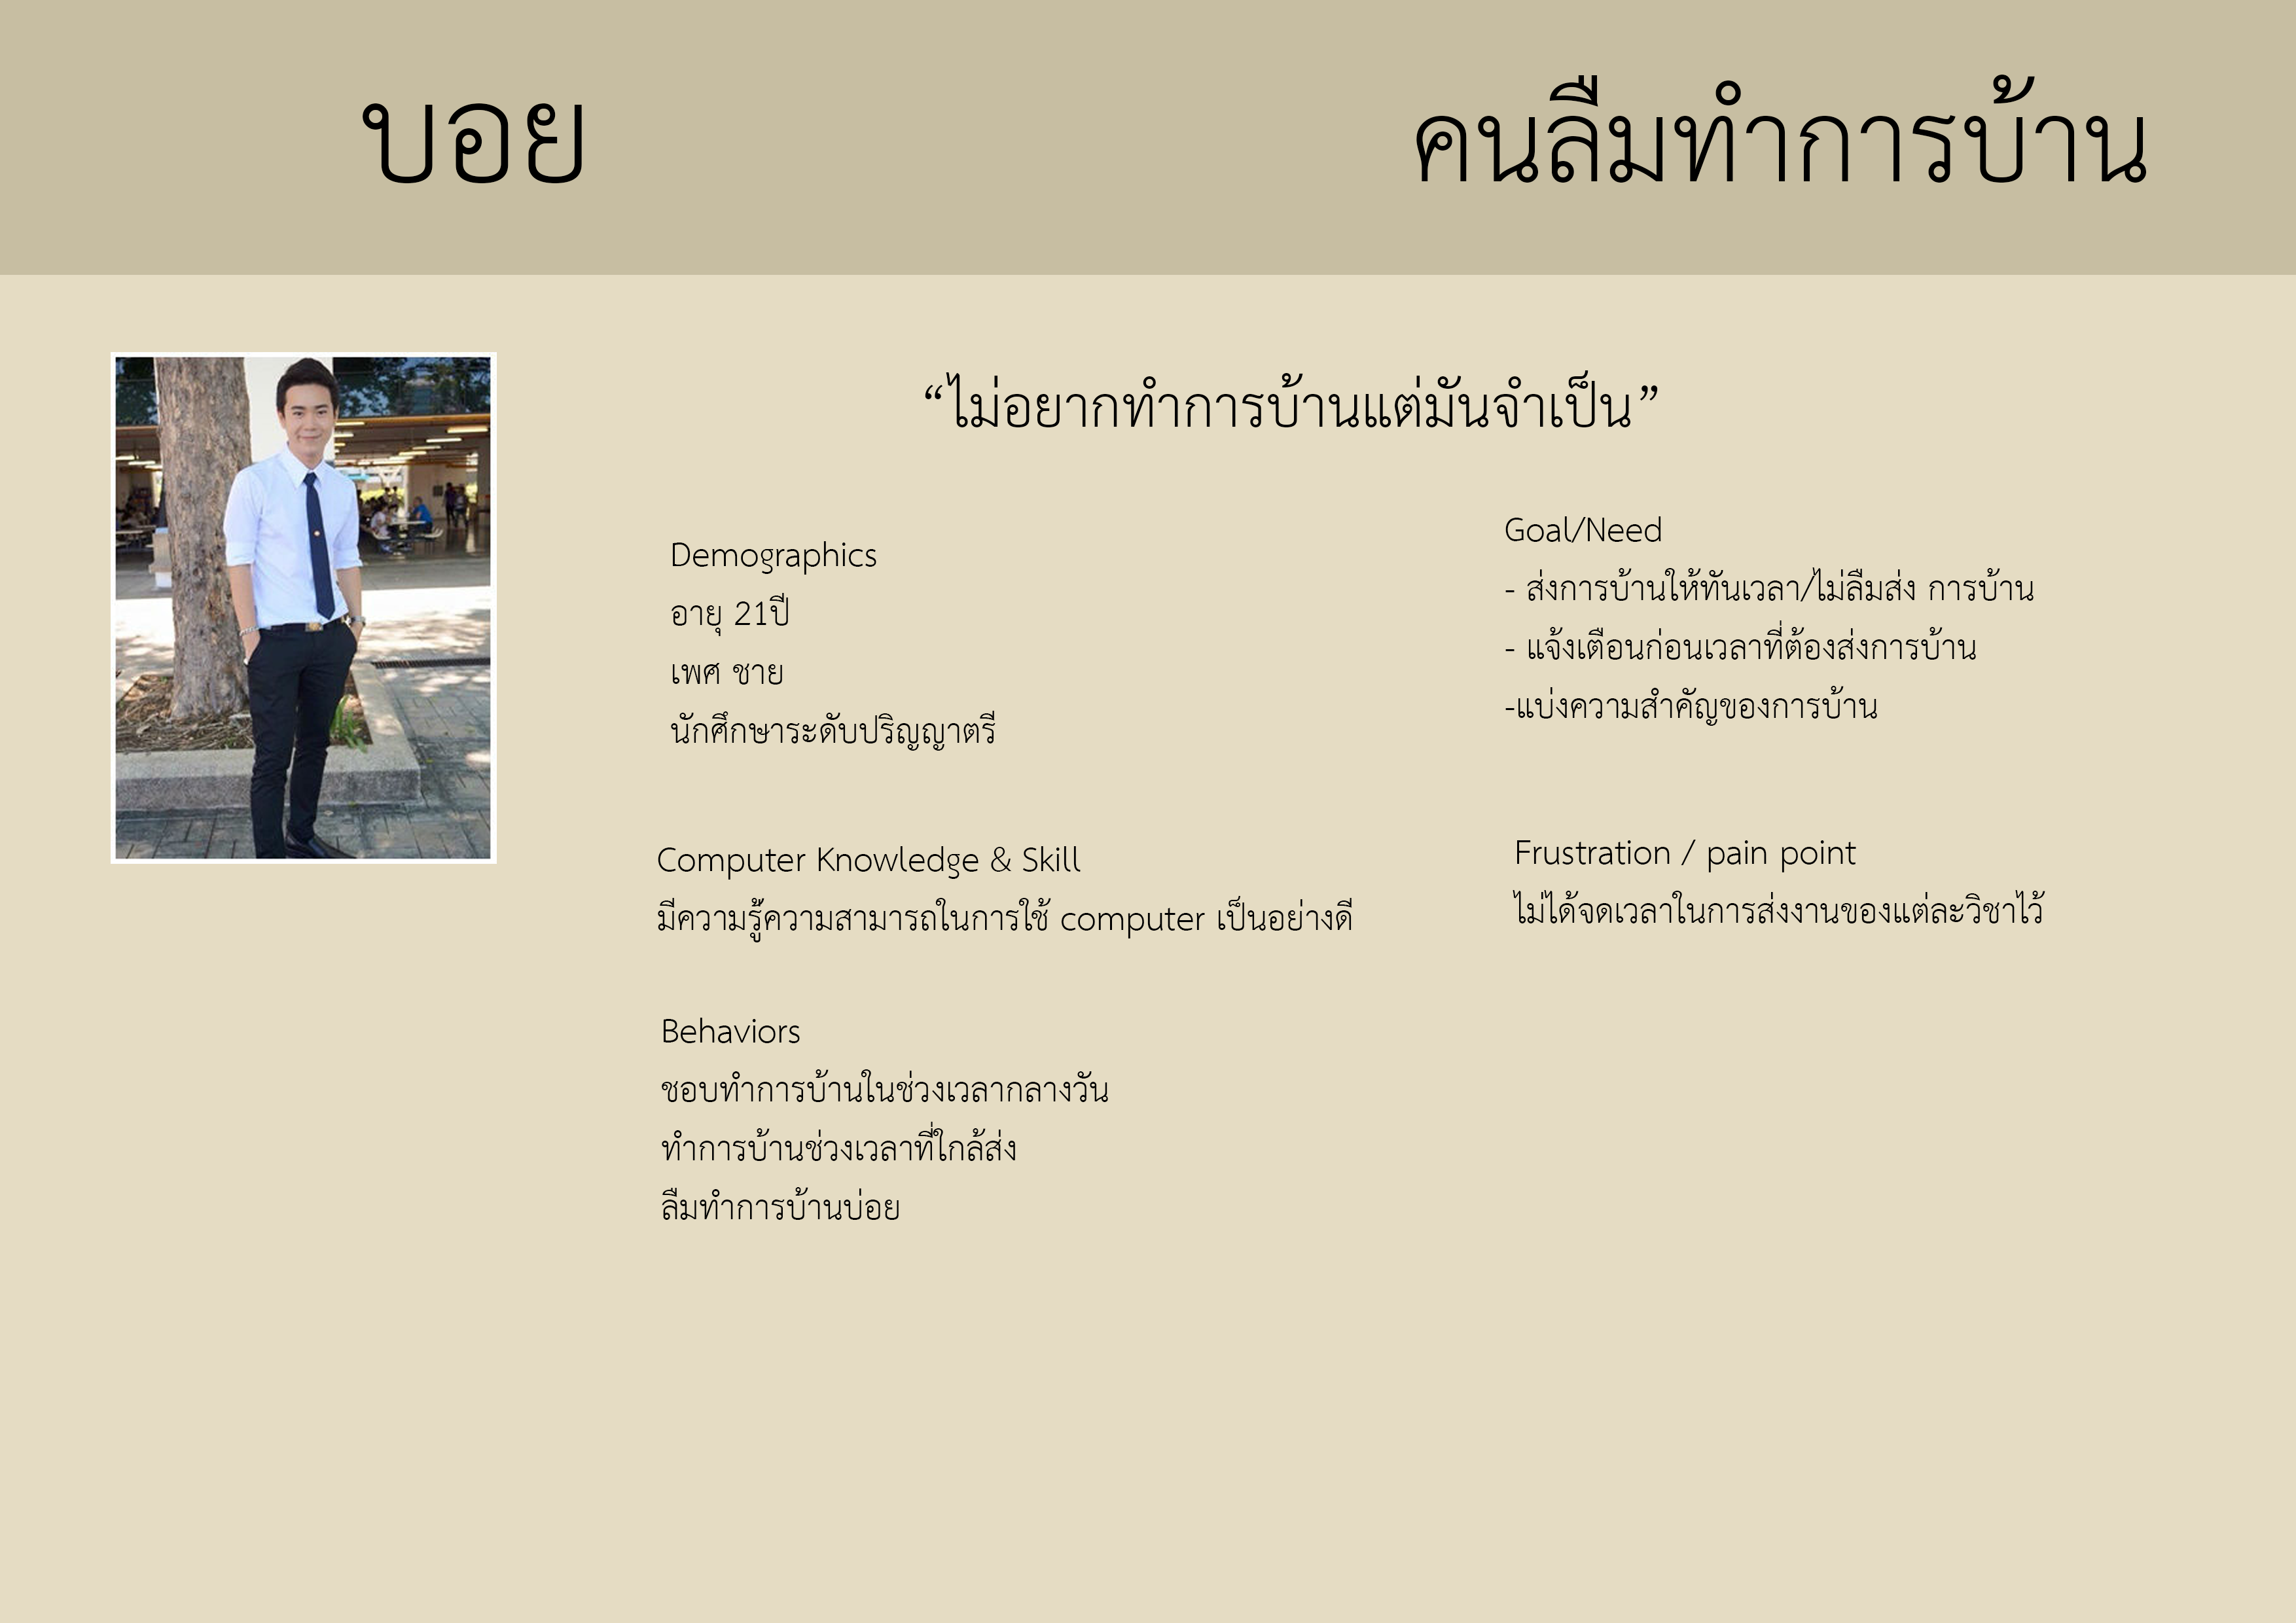 บอย
คนลืมทำการบ้าน
“ไม่อยากทำการบ้านแต่มันจำเป็น”
Demographics
อายุ 21ปี
เพศ ชาย
นักศึกษาระดับปริญญาตรี
Computer Knowledge & Skill
มีความรู้ความสามารถในการใช้ computer เป็นอย่างดี
Behaviors
ชอบทำการบ้านในช่วงเวลากลางวัน
ทำการบ้านช่วงเวลาที่ใกล้ส่ง
ลืมทำการบ้านบ่อย
Goal/Need
- ส่งการบ้านให้ทันเวลา/ไม่ลืมส่ง การบ้าน
- แจ้งเตือนก่อนเวลาที่ต้องส่งการบ้าน
-แบ่งความสำคัญของการบ้าน
Frustration / pain point
ไม่ได้จดเวลาในการส่งงานของแต่ละวิชาไว้